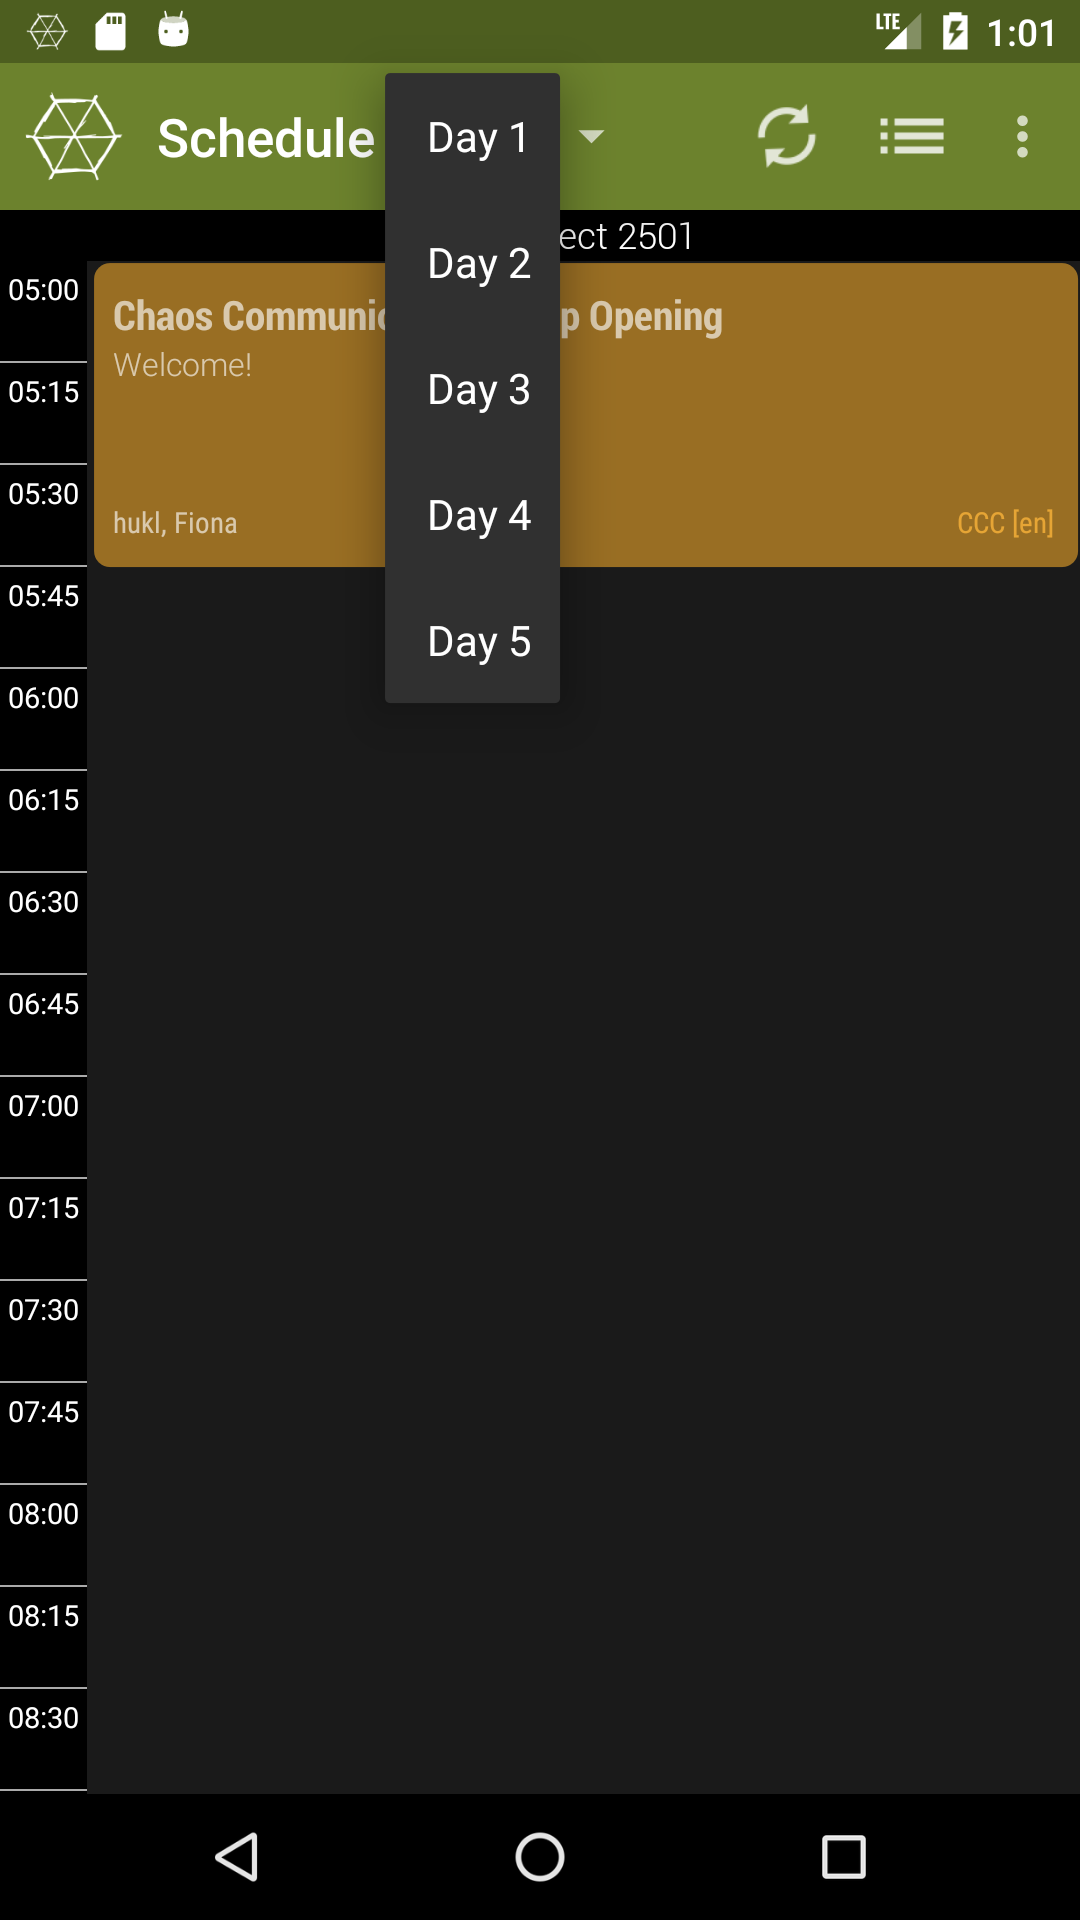 LTE 1:01
Schedule
Day 1
Day 2
Day 3
Day 4
Day 5
ect 2501
05:00
Chaos Communic p Opening
Welcome!
05:15
05:30
hukl, Fiona CCC [en]
05:45
06:00
06:15
06:30
06:45
07:00
07:15
07:30
07:45
08:00
08:15
08:30